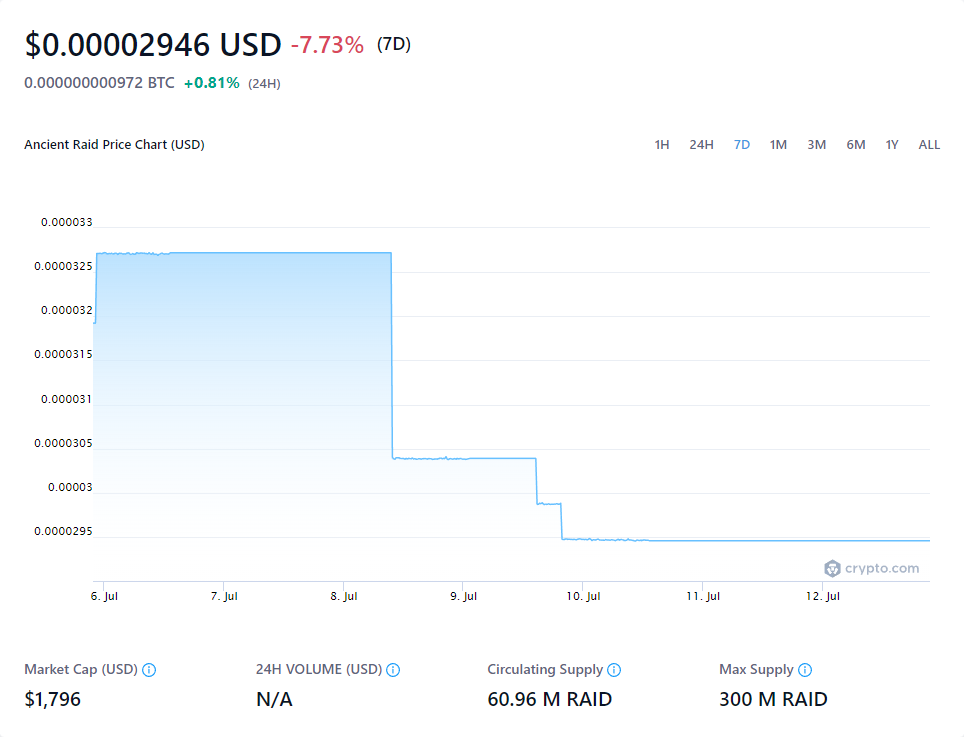 $0.00002946 USD -7.73% (7D)
0.000000000972 BTC +0.81% (24H)
Ancient Raid Price Chart (USD)
1H 24H 7D 1M 3M 6M 1Y ALL
0.000033
0.0000325
0.000032
0.0000315
0.000031
0.0000305
0.00003
0.0000295
crypto.com
6. Jul 7. Jul 8. Jul 9. Jul 10. Jul 11. Jul 12. Jul
Market Cap (USD) 24H VOLUME (USD) Circulating Supply Max Supply
$1,796 N/A 60.96 M RAID 300 M RAID